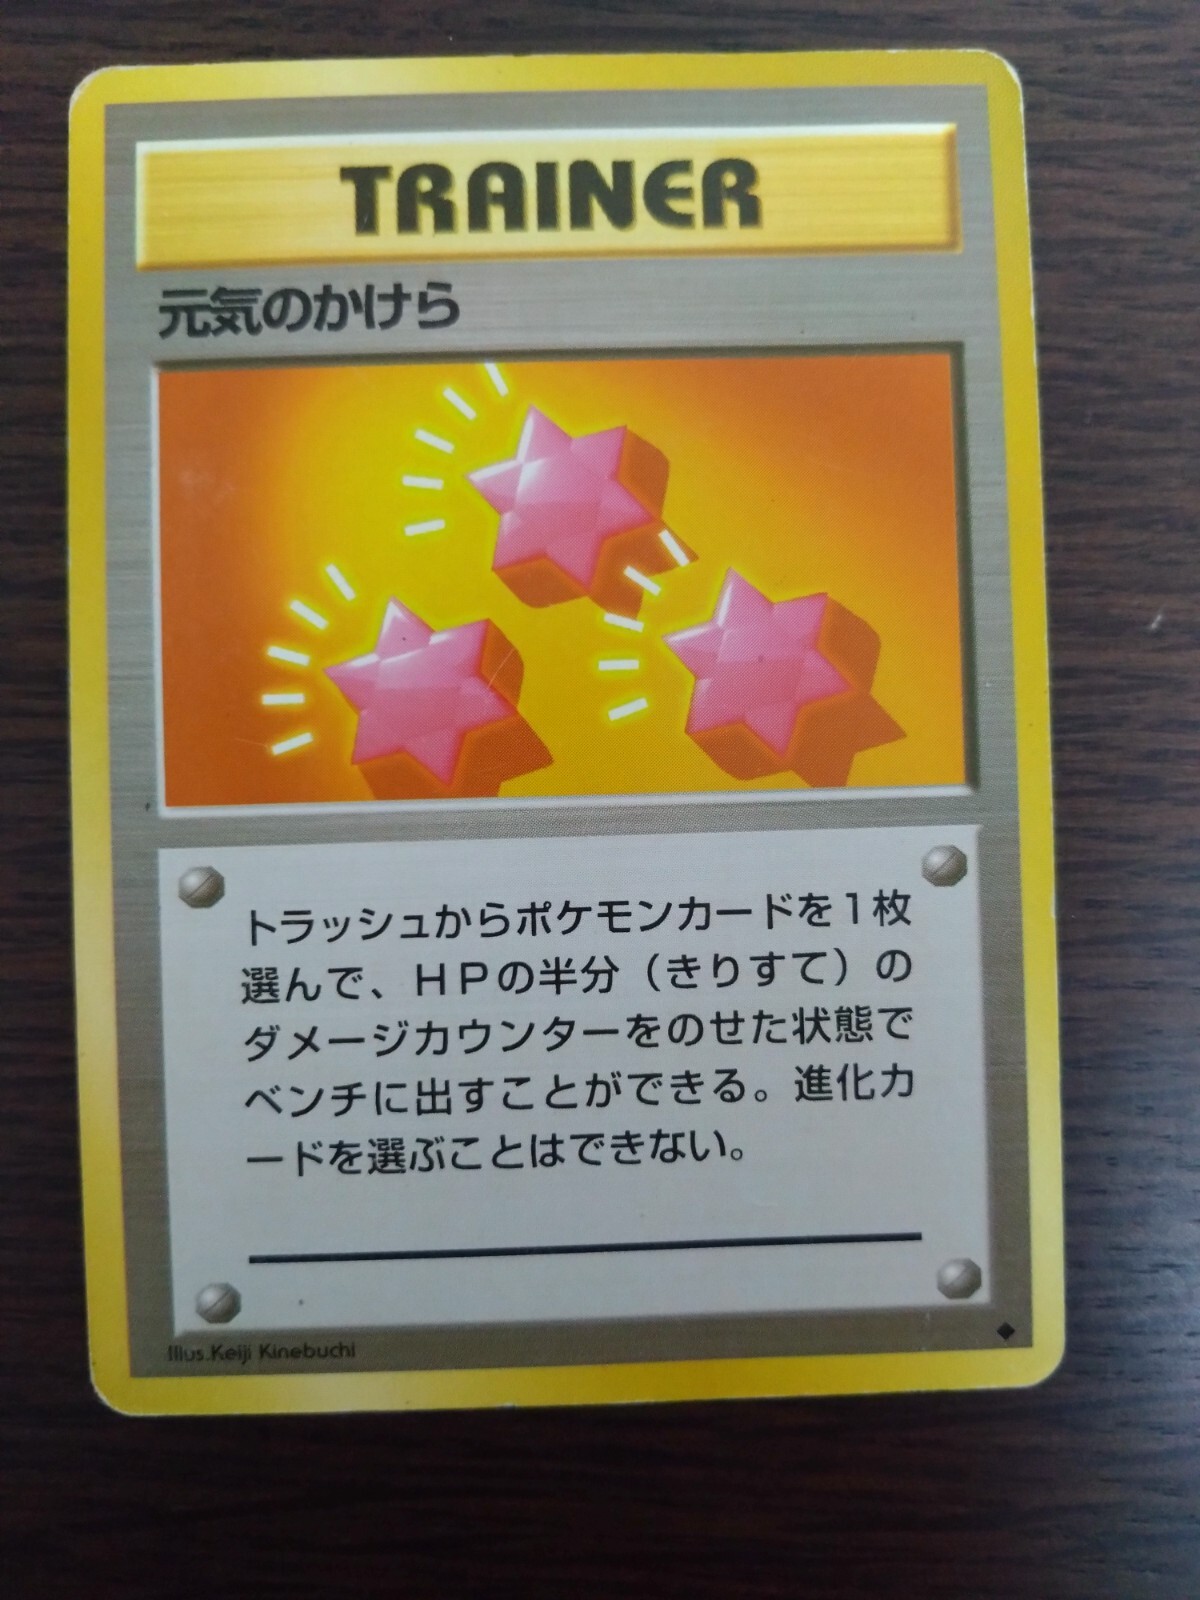 TRAINER
元気のかけら
トラッシュからポケモンカードを1枚
選んで、HPの半分（きりすて）の
ダメージカウンターをのせた状態で
ベンチに出すことができる。進化カ
ードを選ぶことはできない。
Illus.Keiji Kinebuchi